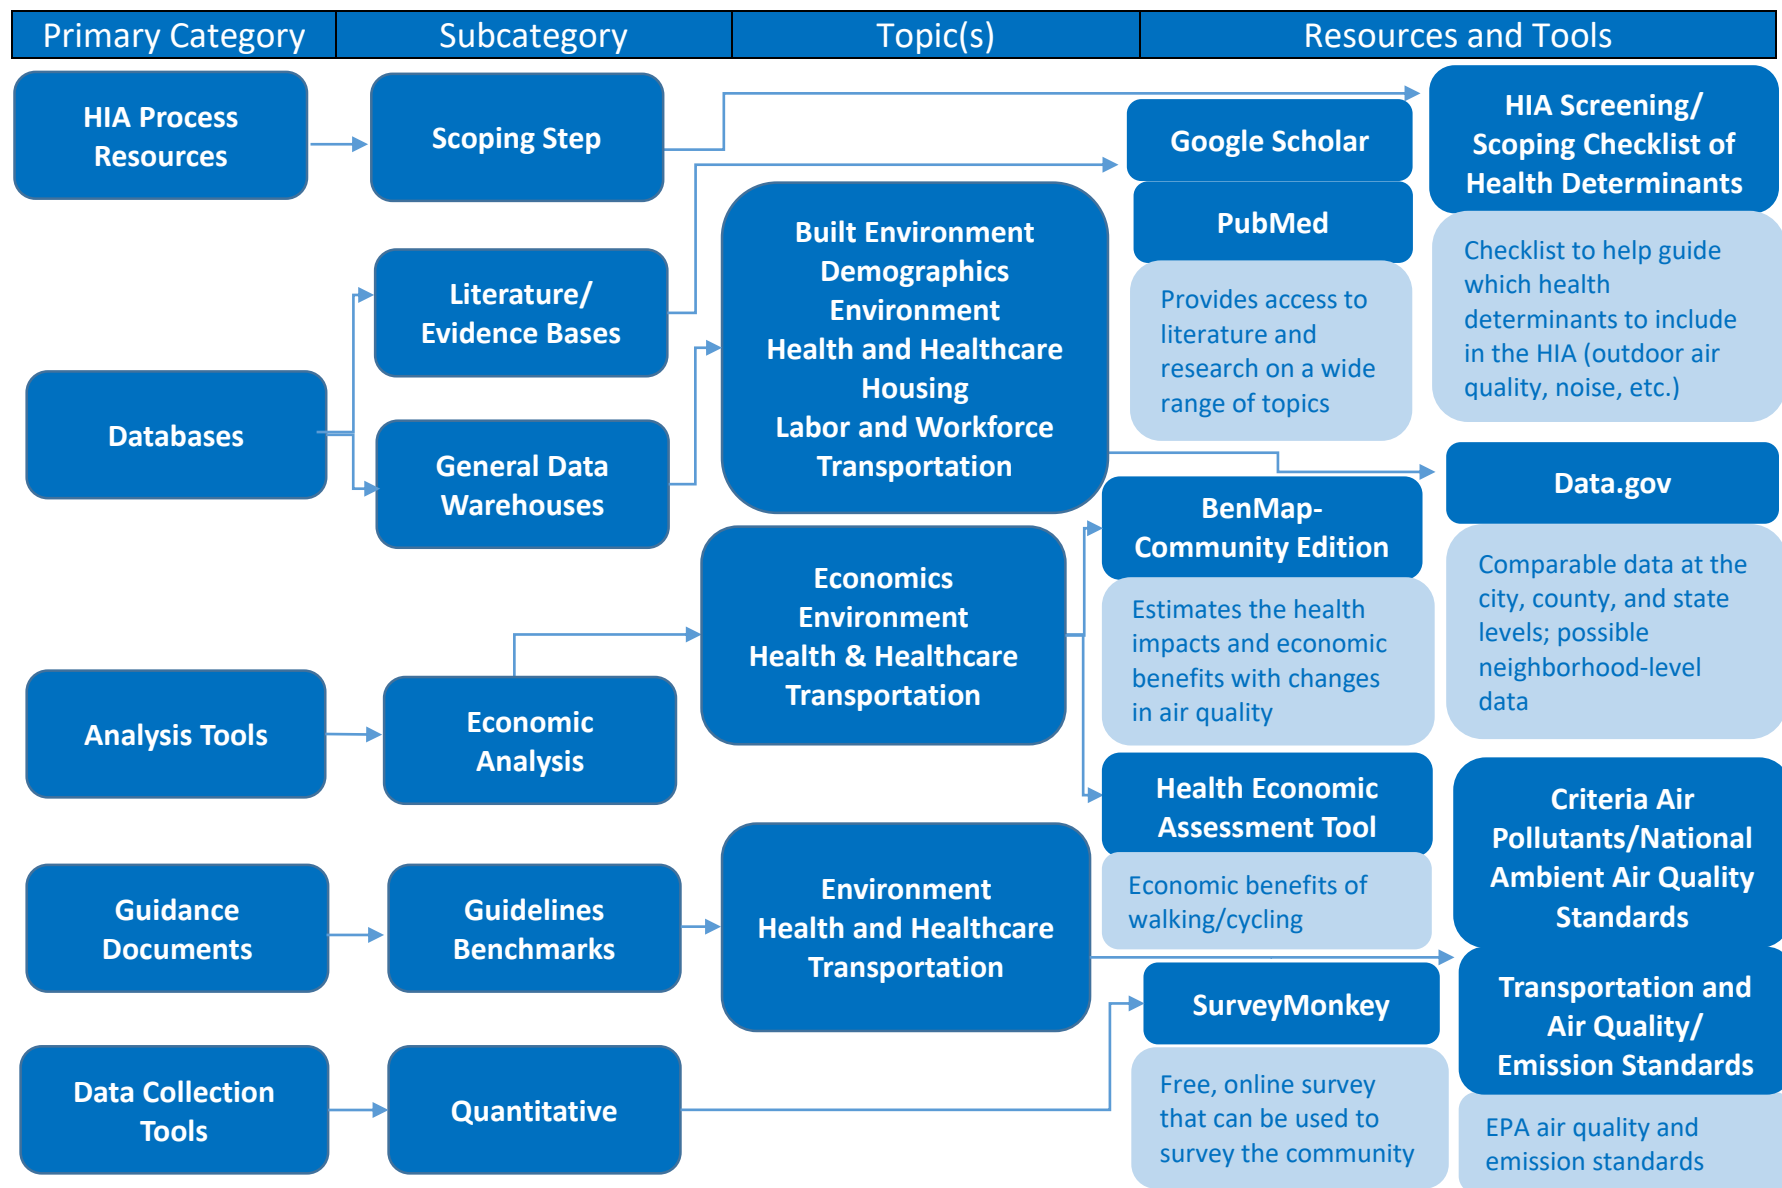 Primary Category
Subcategory
Topic(s)
Resources and Tools
HIA Process
Resources
Scoping Step
Google Scholar
PubMed
Provides access to
literature and
research on a wide
range of topics
HIA Screening/
Scoping Checklist of
Health Determinants
Checklist to help guide
which health
determinants to include
in the HIA (outdoor air
quality, noise, etc.)
Databases
Literature/
Evidence Bases
General Data
Warehouses
Built Environment
Demographics
Environment
Health and Healthcare
Housing
Labor and Workforce
Transportation
Data.gov
Comparable data at the
city, county, and state
levels; possible
neighborhood-level
data
Analysis Tools
Economic
Analysis
Economics
Environment
Health & Healthcare
Transportation
BenMap-
Community Edition
Estimates the health
impacts and economic
benefits with changes
in air quality
Health Economic
Assessment Tool
Economic benefits of
walking/cycling
Guidance
Documents
Guidelines
Benchmarks
Environment
Health and Healthcare
Transportation
Criteria Air
Pollutants/National
Ambient Air Quality
Standards
Transportation and
Air Quality/
Emission Standards
EPA air quality and
emission standards
Data Collection
Tools
Quantitative
SurveyMonkey
Free, online survey
that can be used to
survey the community